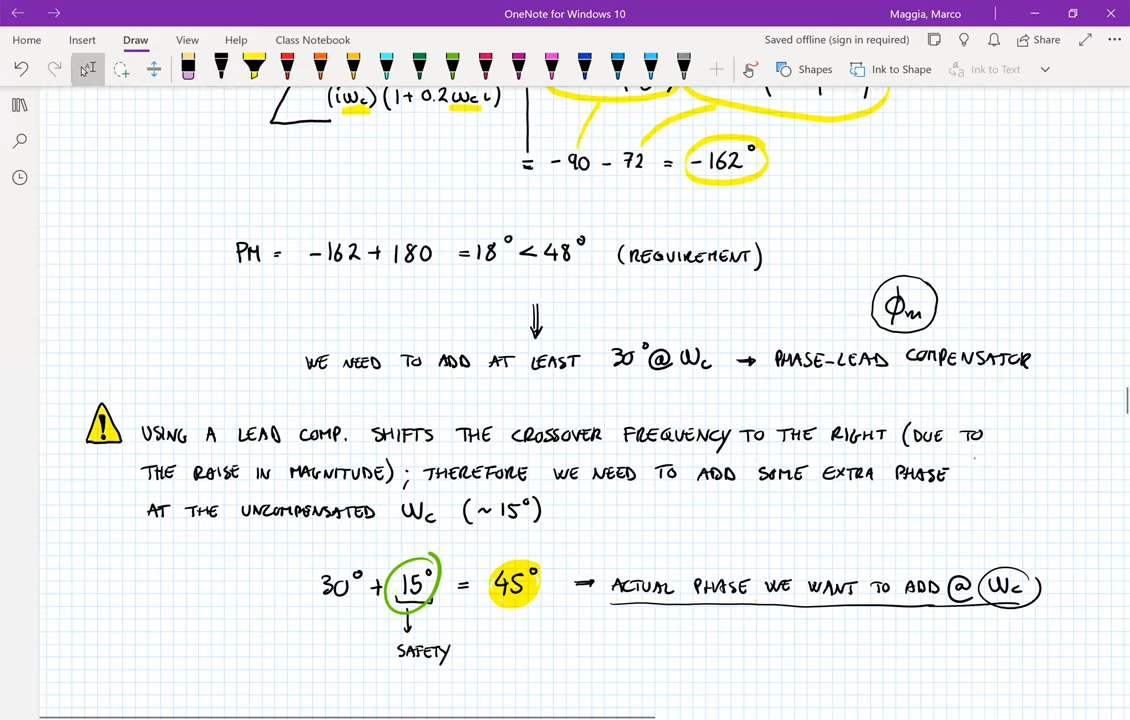 OneNote for Windows 10
Maggia, Marco
Home Insert Draw View Help Class Notebook
Saved offline (sign in required)
Share
Shapes
Ink to Shape
Ink to Text
(iωc)(1+0.2ωc i)
= -90 - 72 = -162°
PM = -162 + 180 = 18° < 48° (REQUIREMENT)
⇓
ϕm
WE NEED TO ADD AT LEAST 30° @ ωc → PHASE-LEAD COMPENSATOR
USING A LEAD COMP. SHIFTS THE CROSSOVER FREQUENCY TO THE RIGHT (DUE TO
THE RAISE IN MAGNITUDE); THEREFORE WE NEED TO ADD SOME EXTRA PHASE
AT THE UNCOMPENSATED ωc (~15°)
30° + 15° = 45° → ACTUAL PHASE WE WANT TO ADD @ ωc
SAFETY